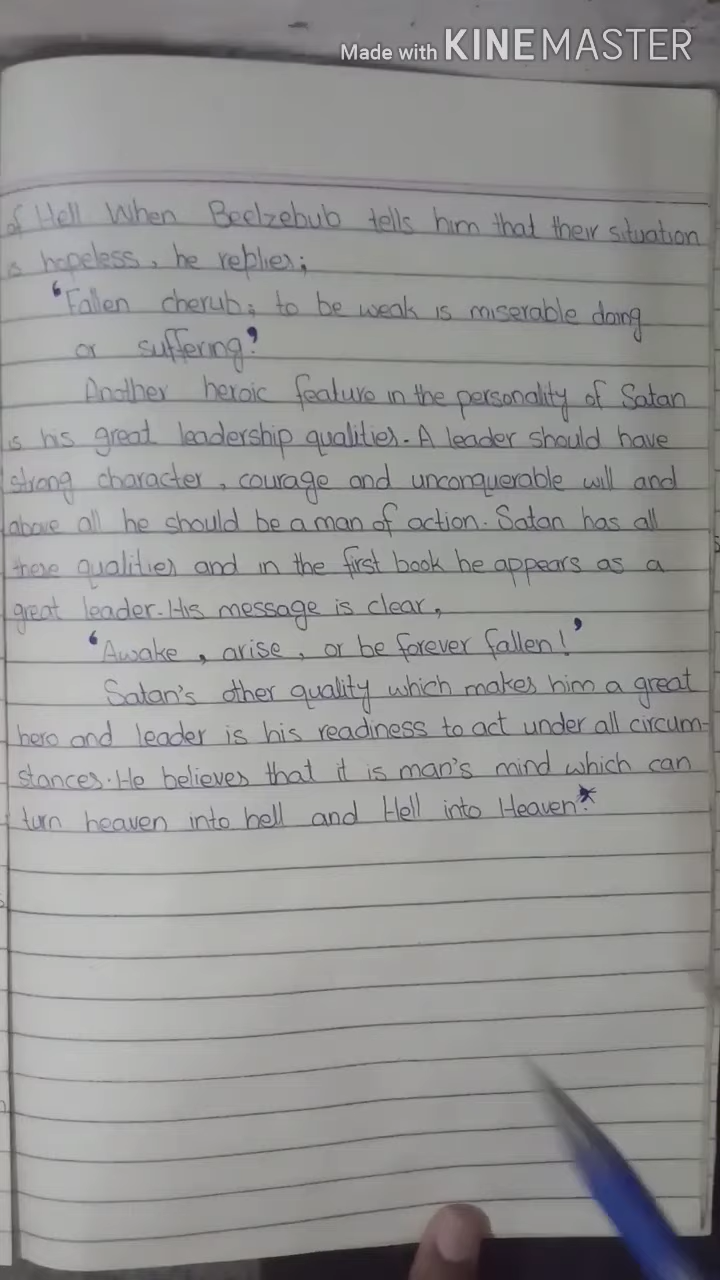 Made with KINEMASTER
of Hell When Beelzebub tells him that their situation
is hopeless, he replies;
“Fallen cherub; to be weak is miserable doing
or suffering”
Another heroic feature in the personality of Satan
is his great leadership qualities. A leader should have
strong character, courage and unconquerable will and
above all he should be a man of action. Satan has all
these qualities and in the first book he appears as a
great leader. His message is clear,
“Awake, arise, or be forever fallen!”
Satan's other quality which makes him a great
hero and leader is his readiness to act under all circum-
stances. He believes that it is man's mind which can
turn heaven into hell and Hell into Heaven.*